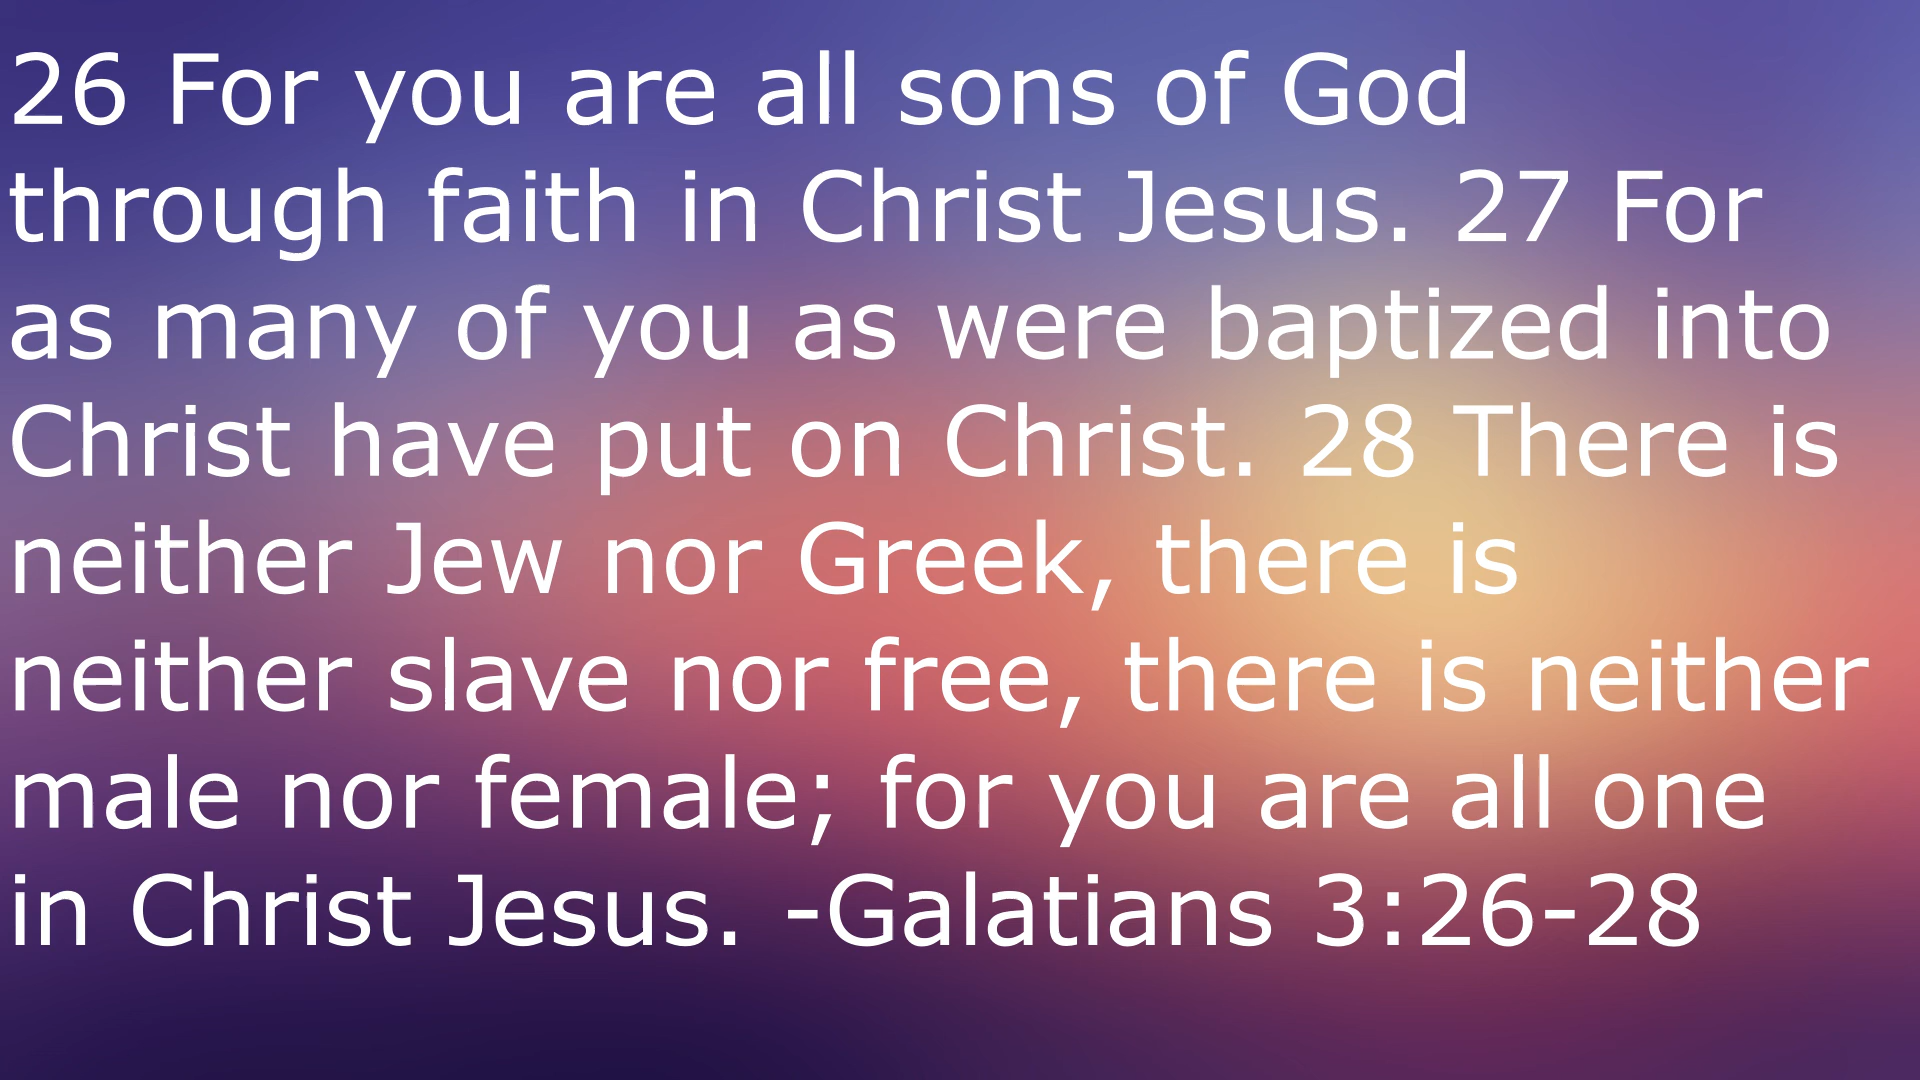 26 For you are all sons of God
through faith in Christ Jesus. 27 For
as many of you as were baptized into
Christ have put on Christ. 28 There is
neither Jew nor Greek, there is
neither slave nor free, there is neither
male nor female; for you are all one
in Christ Jesus. -Galatians 3:26-28